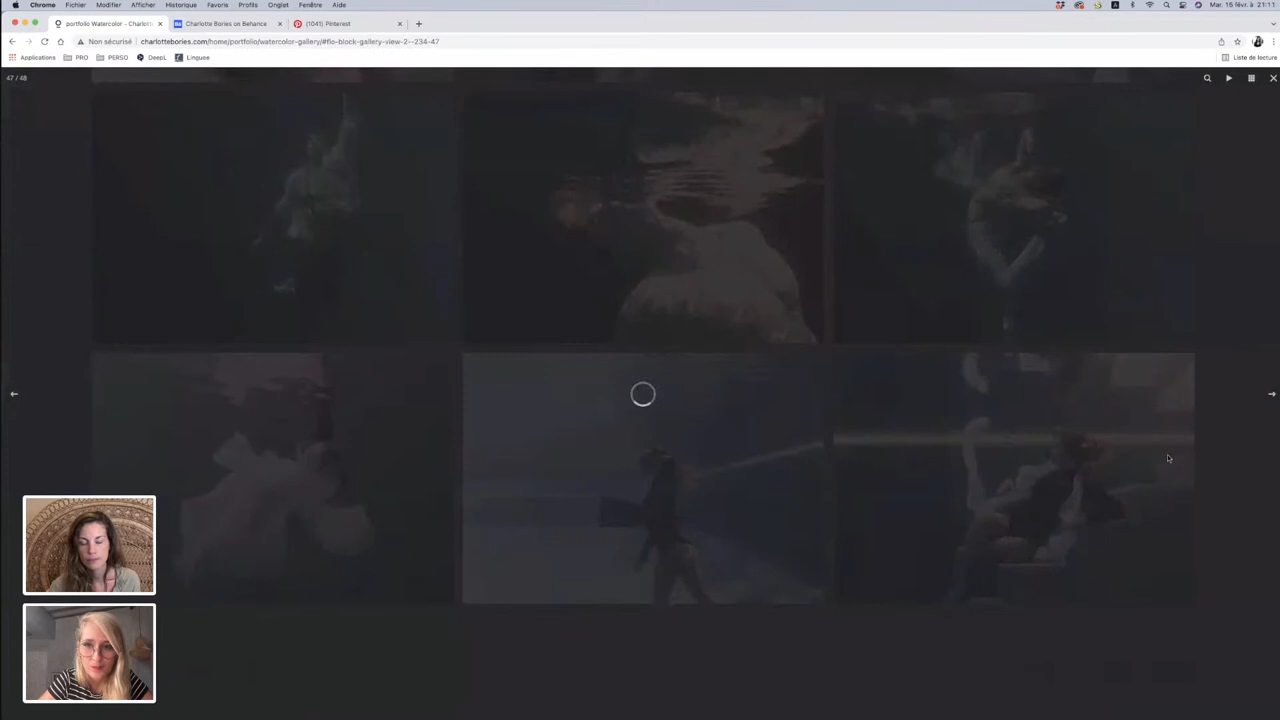 Chrome Fichier Modifier Afficher Historique Favoris Profils Onglet Fenêtre Aide
Mar. 15 févr. à 21:11
portfolio Watercolor - Charlott
Charlotte Bories on Behance
(1041) Pinterest
Non sécurisé
charlottebories.com/home/portfolio/watercolor-gallery/#flo-block-gallery-view-2--234-47
Applications PRO PERSO DeepL Linguee
Liste de lecture
47 / 48